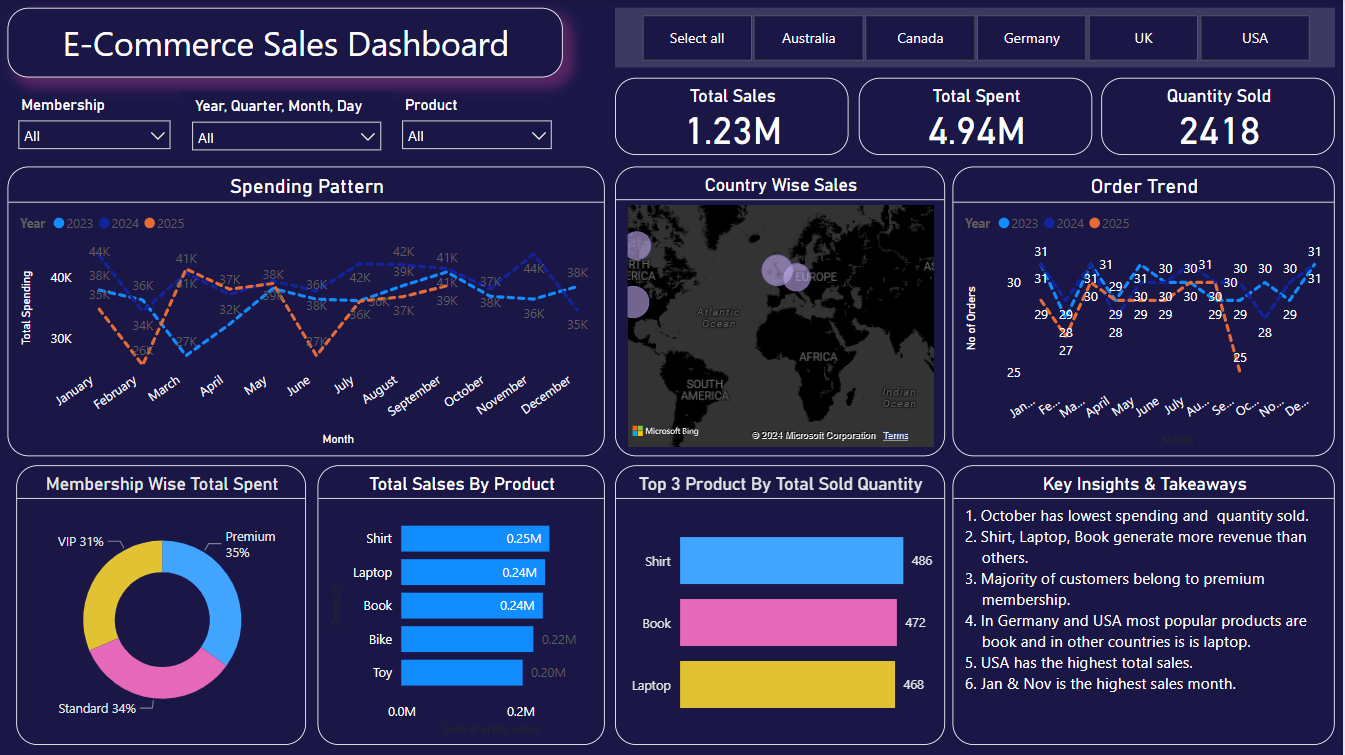 E-Commerce Sales Dashboard
Select all
Australia
Canada
Germany
UK
USA
Membership
All
Year, Quarter, Month, Day
All
Product
All
Total Sales
1.23M
Total Spent
4.94M
Quantity Sold
2418
Spending Pattern
Year 2023 2024 2025
Total Spending
40K
30K
44K
38K
35K
36K
34K
26K
41K
41K
27K
37K
32K
38K
39K
36K
38K
27K
42K
36K
36K
42K
39K
37K
41K
41K
39K
37K
38K
44K
36K
38K
35K
January
February
March
April
May
June
July
August
September
October
November
December
Month
Country Wise Sales
RTH
ERICA
EUROPE
AS
Atlantic
Ocean
AFRICA
SOUTH
AMERICA
Indian
Ocean
Microsoft Bing
© 2024 Microsoft Corporation Terms
Order Trend
Year 2023 2024 2025
No of Orders
30
25
31
31
29
29
28
27
31
31
30
29
29
28
31
29
30
29
30
30
31
30
29
30
29
30
25
30
28
30
29
31
31
Jan...
Fe...
Ma...
April
May
June
July
Au...
Se...
Oc...
No...
De...
Month
Membership Wise Total Spent
VIP 31%
Premium
35%
Standard 34%
Total Salses By Product
Product
Shirt 0.25M
Laptop 0.24M
Book 0.24M
Bike 0.22M
Toy 0.20M
0.0M 0.2M
Sum of order value
Top 3 Product By Total Sold Quantity
Shirt 486
Book 472
Laptop 468
Key Insights & Takeaways
1. October has lowest spending and quantity sold.
2. Shirt, Laptop, Book generate more revenue than
others.
3. Majority of customers belong to premium
membership.
4. In Germany and USA most popular products are
book and in other countries is is laptop.
5. USA has the highest total sales.
6. Jan & Nov is the highest sales month.